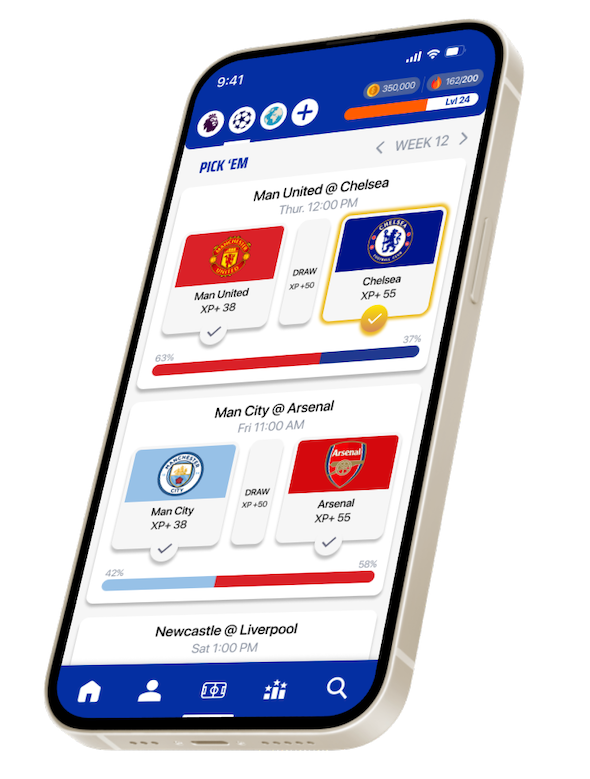 9:41
350,000
162/200
Lvl 24
PICK 'EM
WEEK 12
Man United @ Chelsea
Thur. 12:00 PM
MANCHESTER
UNITED
CHELSEA
FOOTBALL CLUB
Man United
XP+ 38
DRAW
XP +50
Chelsea
XP+ 55
63%
37%
Man City @ Arsenal
Fri 11:00 AM
MANCHESTER
CITY
Arsenal
Man City
XP+ 38
DRAW
XP +50
Arsenal
XP+ 55
42%
58%
Newcastle @ Liverpool
Sat 1:00 PM